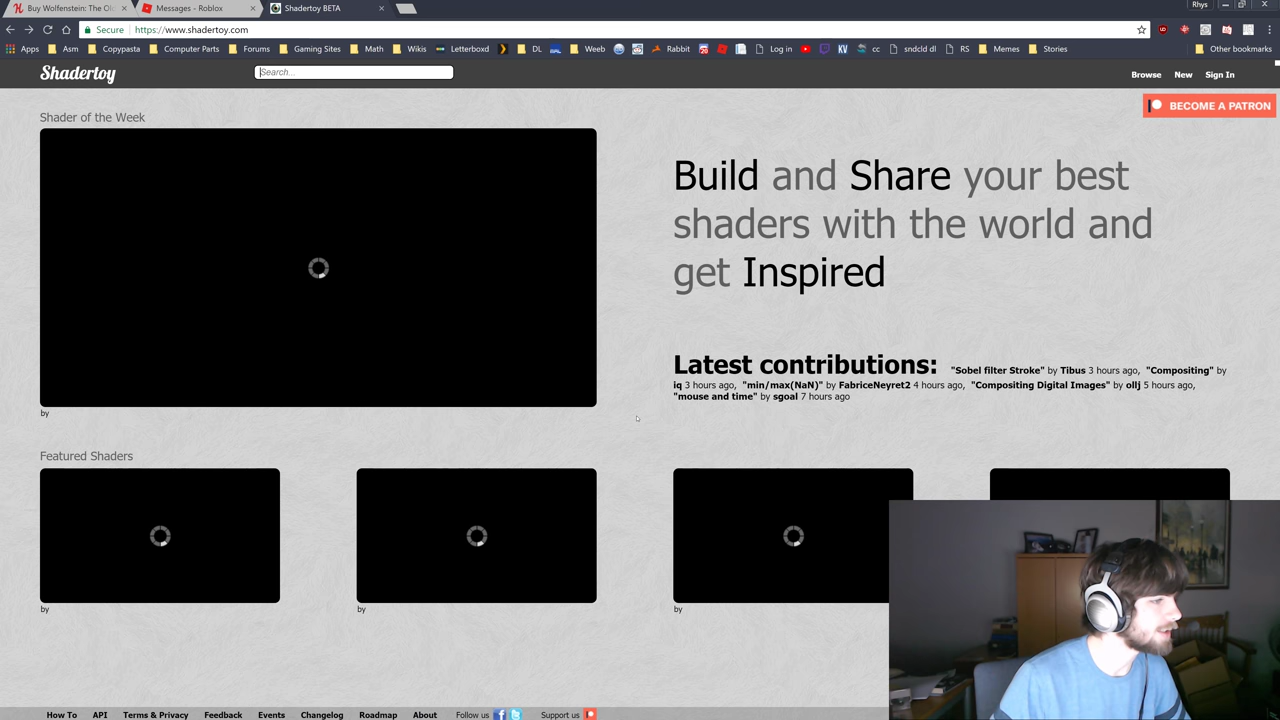 Buy Wolfenstein: The Ol
Messages - Roblox
Shadertoy BETA
Rhys
Secure
https://www.shadertoy.com
Apps
Asm
Copypasta
Computer Parts
Forums
Gaming Sites
Math
Wikis
Letterboxd
DL
Weeb
Rabbit
Log in
KV
cc
sndcld dl
RS
Memes
Stories
Other bookmarks
Shadertoy
Search...
Browse
New
Sign In
BECOME A PATRON
Shader of the Week
Build and Share your best
shaders with the world and
get Inspired
Latest contributions: "Sobel filter Stroke" by Tibus 3 hours ago, "Compositing" by
iq 3 hours ago, "min/max(NaN)" by FabriceNeyret2 4 hours ago, "Compositing Digital Images" by ollj 5 hours ago,
"mouse and time" by sgoal 7 hours ago
by
Featured Shaders
by
by
by
How To
API
Terms & Privacy
Feedback
Events
Changelog
Roadmap
About
Follow us
Support us